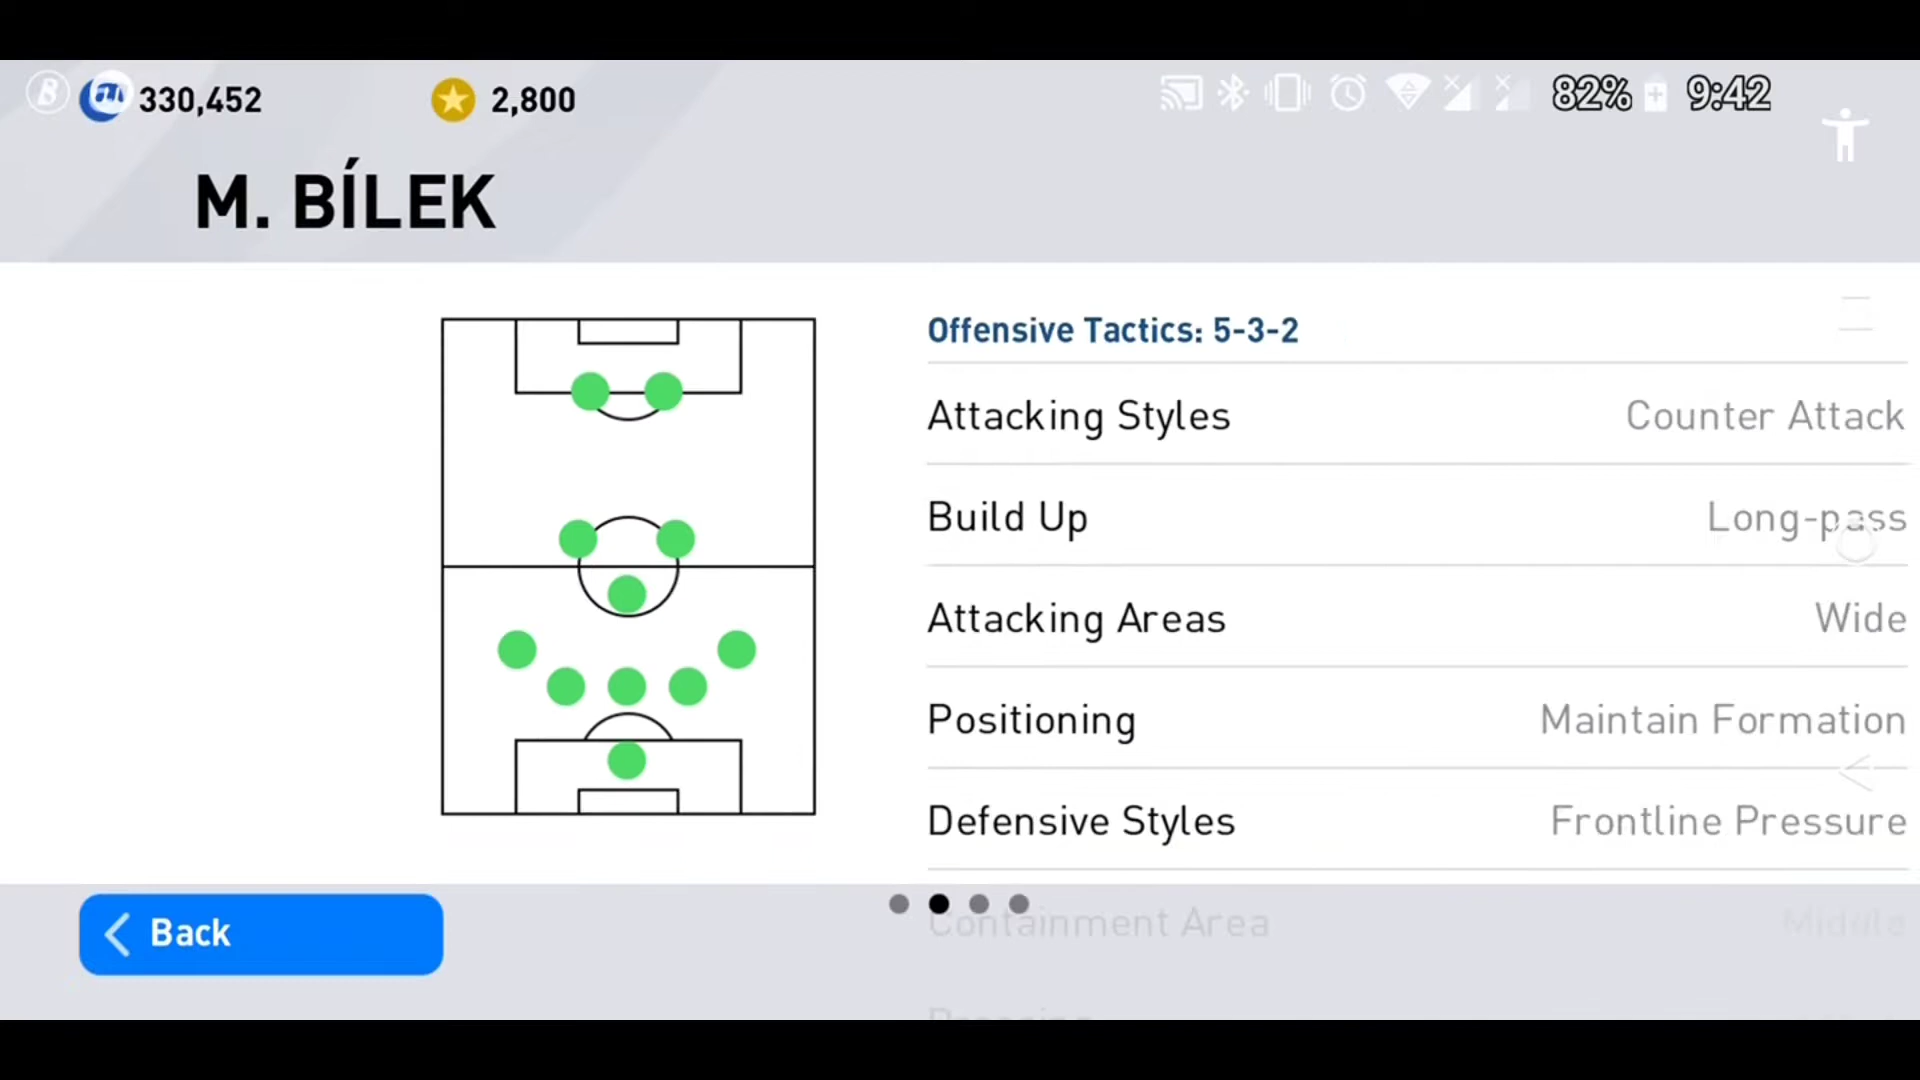 330,452
2,800
82%
9:42
M. BÍLEK
Offensive Tactics: 5-3-2
Attacking Styles Counter Attack
Build Up Long-pass
Attacking Areas Wide
Positioning Maintain Formation
Defensive Styles Frontline Pressure
Containment Area Middle
Back